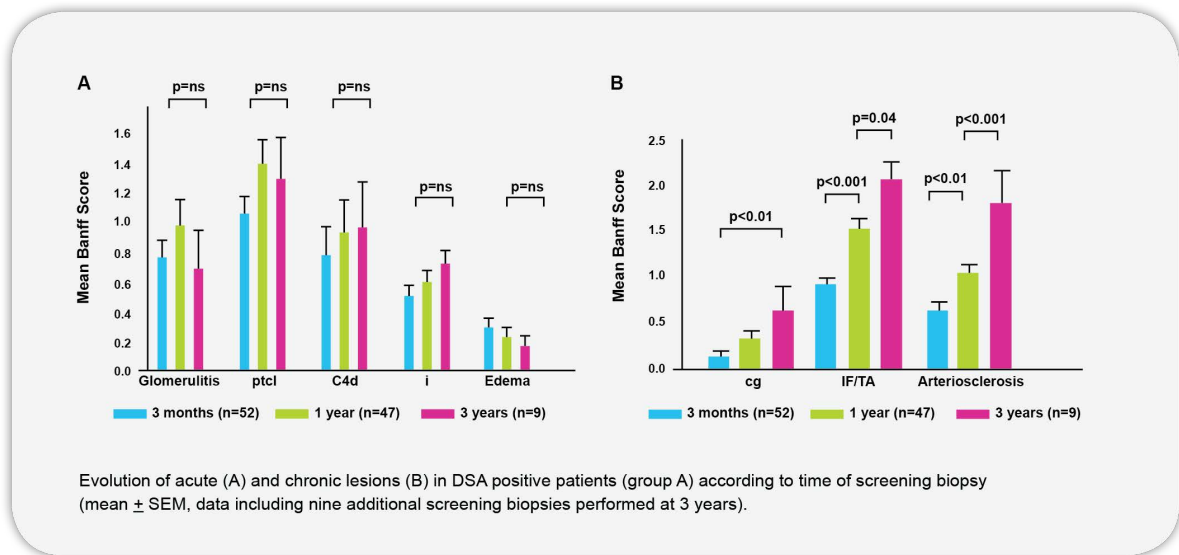 A
p=ns
p=ns
p=ns
p=ns
p=ns
Mean Banff Score
1.6
1.4
1.2
1.0
0.8
0.6
0.4
0.2
0.0
Glomerulitis ptcl C4d i Edema
3 months (n=52) 1 year (n=47) 3 years (n=9)
B
p<0.01
p<0.001
p=0.04
p<0.01
p<0.001
Mean Banff Score
2.5
2.0
1.5
1.0
0.5
0.0
cg IF/TA Arteriosclerosis
3 months (n=52) 1 year (n=47) 3 years (n=9)
Evolution of acute (A) and chronic lesions (B) in DSA positive patients (group A) according to time of screening biopsy
(mean ± SEM, data including nine additional screening biopsies performed at 3 years).